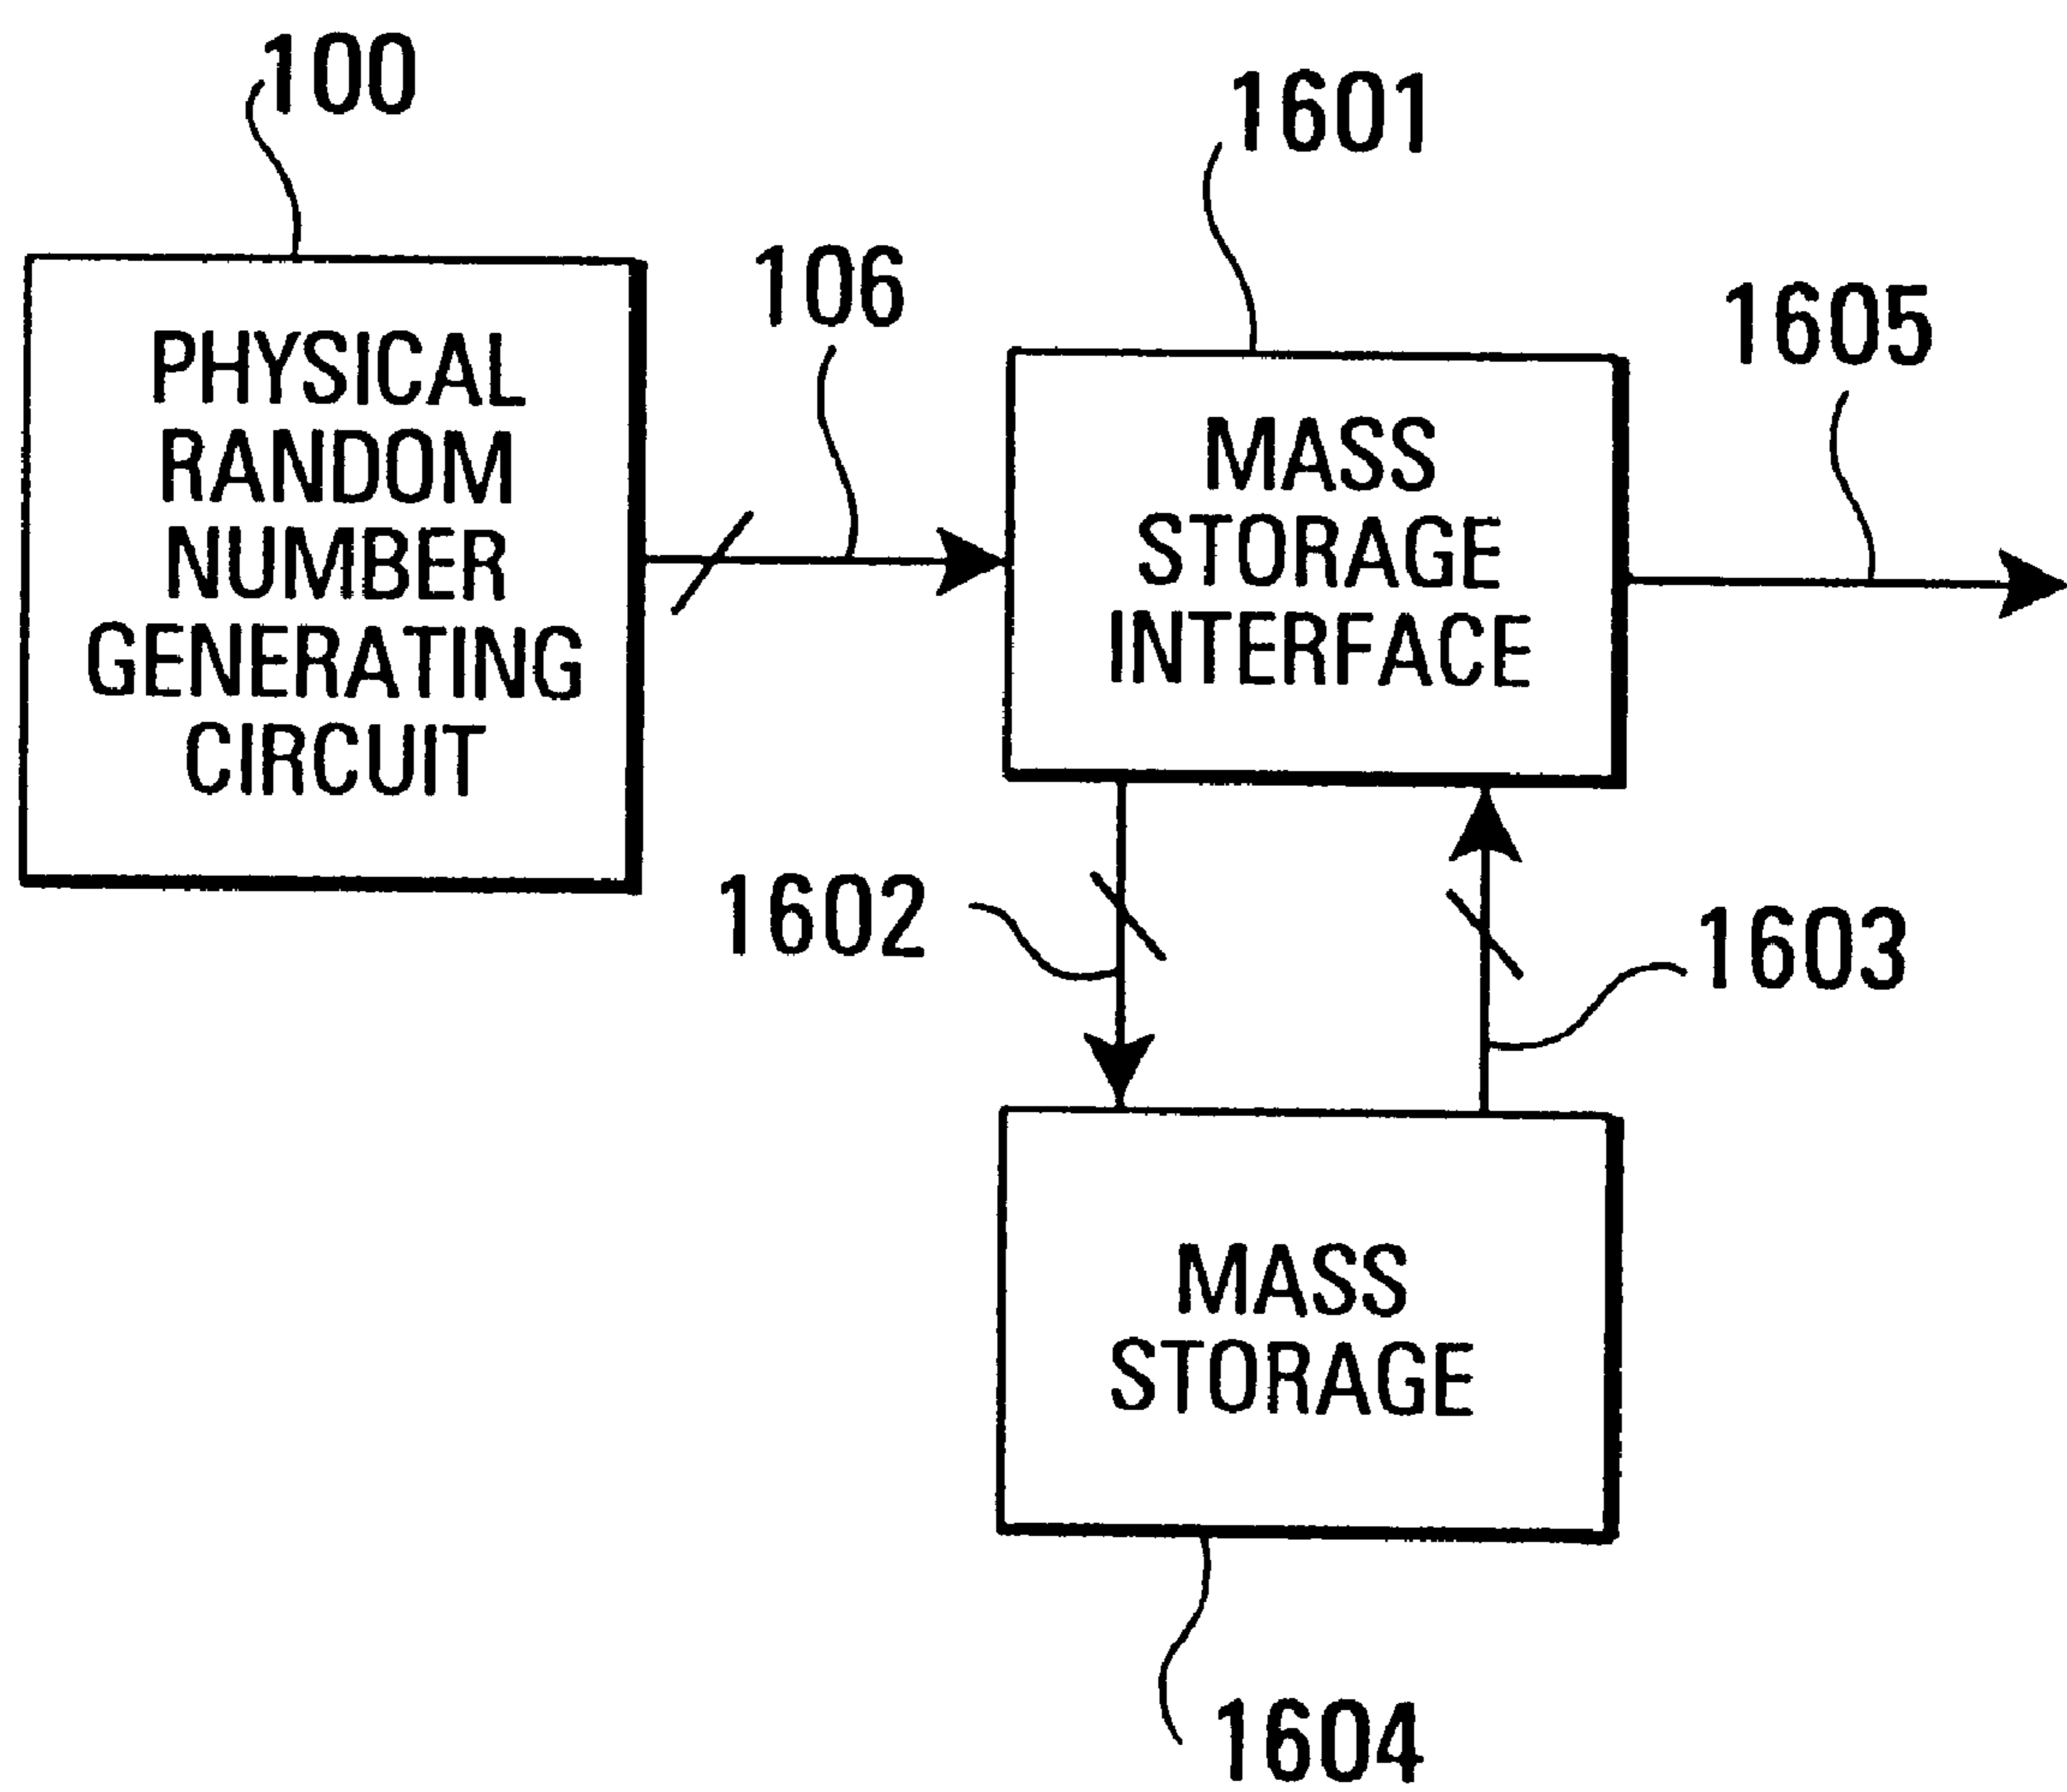 100
1601
106
1605
PHYSICAL
RANDOM
NUMBER
GENERATING
CIRCUIT
MASS
STORAGE
INTERFACE
1602
1603
MASS
STORAGE
1604